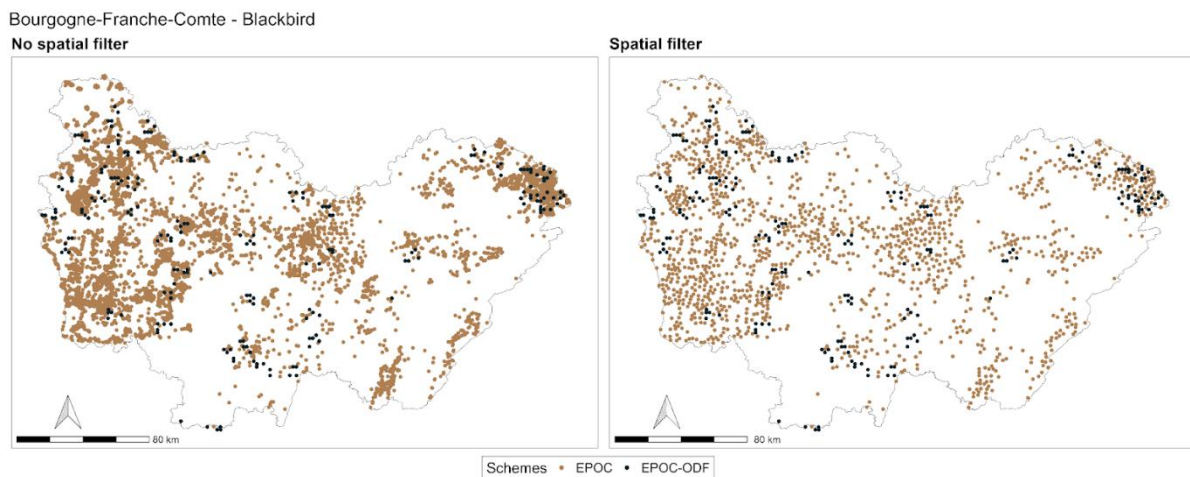 Bourgogne-Franche-Comte - Blackbird
No spatial filter
Spatial filter
80 km
80 km
Schemes EPOC EPOC-ODF